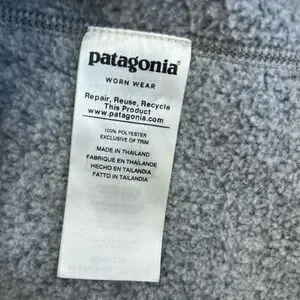 patagonia®
WORN WEAR
Repair, Reuse, Recycle
This Product
www.patagonia.com
100% POLYESTER
EXCLUSIVE OF TRIM
MADE IN THAILAND
FABRIQUÉ EN THAÏLANDE
HECHO EN TAILANDIA
FATTO IN TAILANDIA